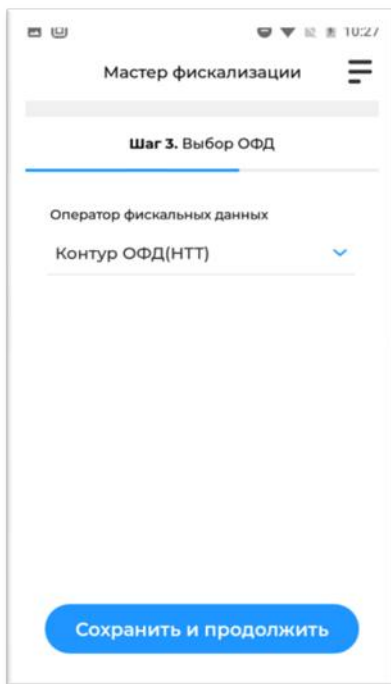 10:27
Мастер фискализации
Шаг 3. Выбор ОФД
Оператор фискальных данных
Контур ОФД(НТТ)
Сохранить и продолжить